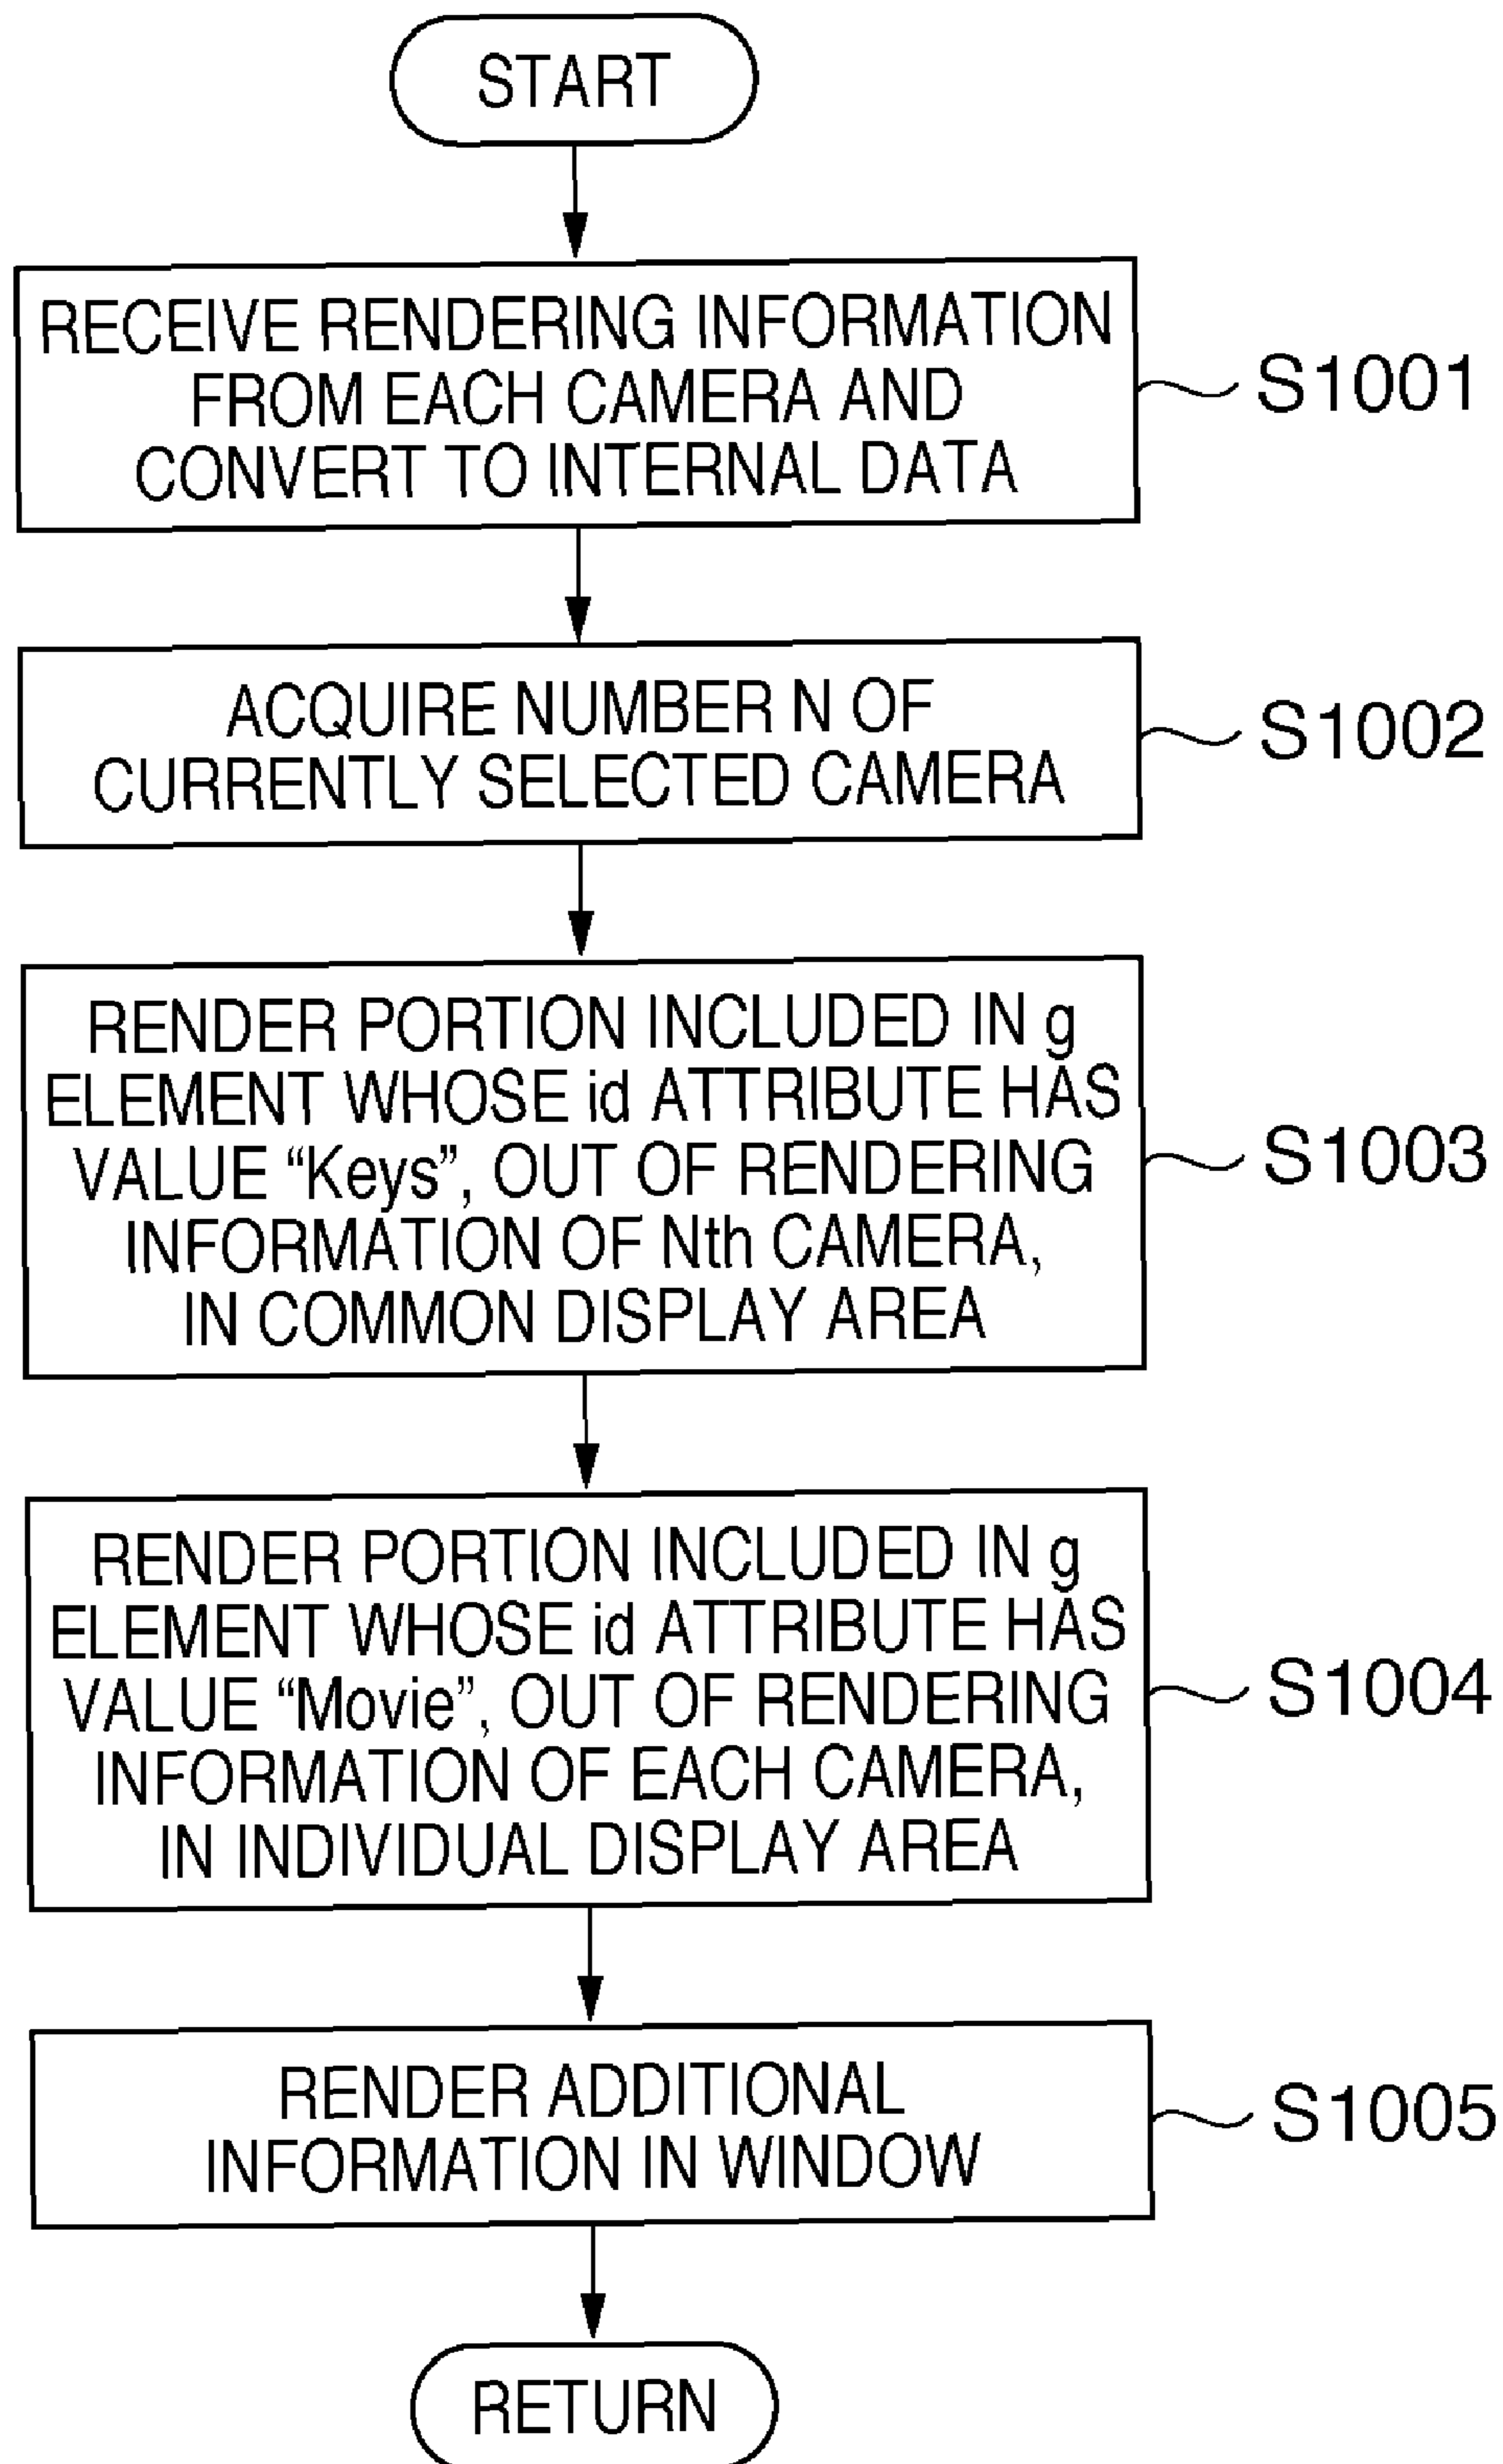 START
RECEIVE RENDERING INFORMATION
FROM EACH CAMERA AND
CONVERT TO INTERNAL DATA
S1001
ACQUIRE NUMBER N OF
CURRENTLY SELECTED CAMERA
S1002
RENDER PORTION INCLUDED IN g
ELEMENT WHOSE id ATTRIBUTE HAS
VALUE “Keys”, OUT OF RENDERING
INFORMATION OF Nth CAMERA,
IN COMMON DISPLAY AREA
S1003
RENDER PORTION INCLUDED IN g
ELEMENT WHOSE id ATTRIBUTE HAS
VALUE “Movie”, OUT OF RENDERING
INFORMATION OF EACH CAMERA,
IN INDIVIDUAL DISPLAY AREA
S1004
RENDER ADDITIONAL
INFORMATION IN WINDOW
S1005
RETURN